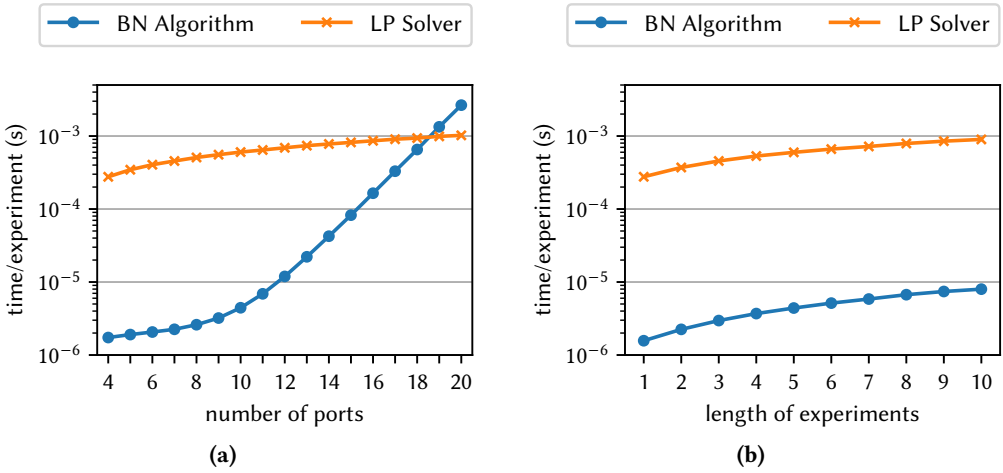 BN Algorithm LP Solver
time/experiment (s)
10⁻³
10⁻⁴
10⁻⁵
10⁻⁶
4 6 8 10 12 14 16 18 20
number of ports
(a)
BN Algorithm LP Solver
time/experiment (s)
10⁻³
10⁻⁴
10⁻⁵
10⁻⁶
1 2 3 4 5 6 7 8 9 10
length of experiments
(b)